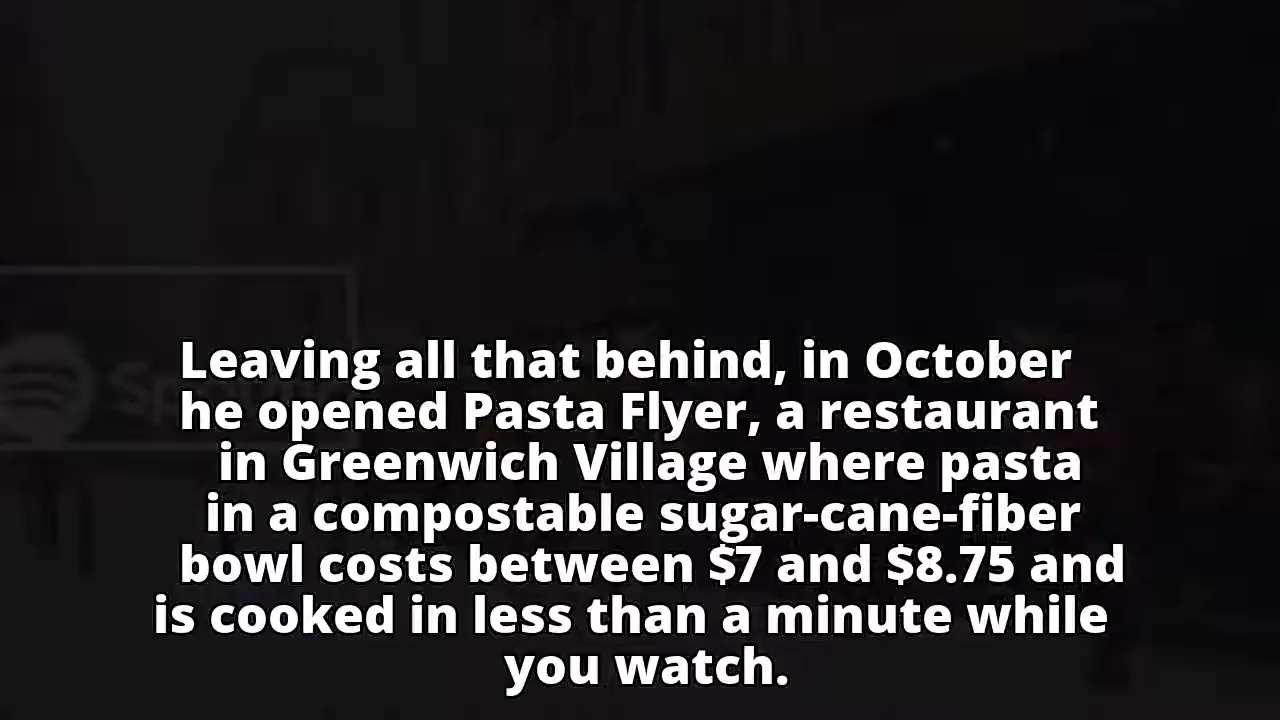 Leaving all that behind, in October
he opened Pasta Flyer, a restaurant
in Greenwich Village where pasta
in a compostable sugar-cane-fiber
bowl costs between $7 and $8.75 and
is cooked in less than a minute while
you watch.